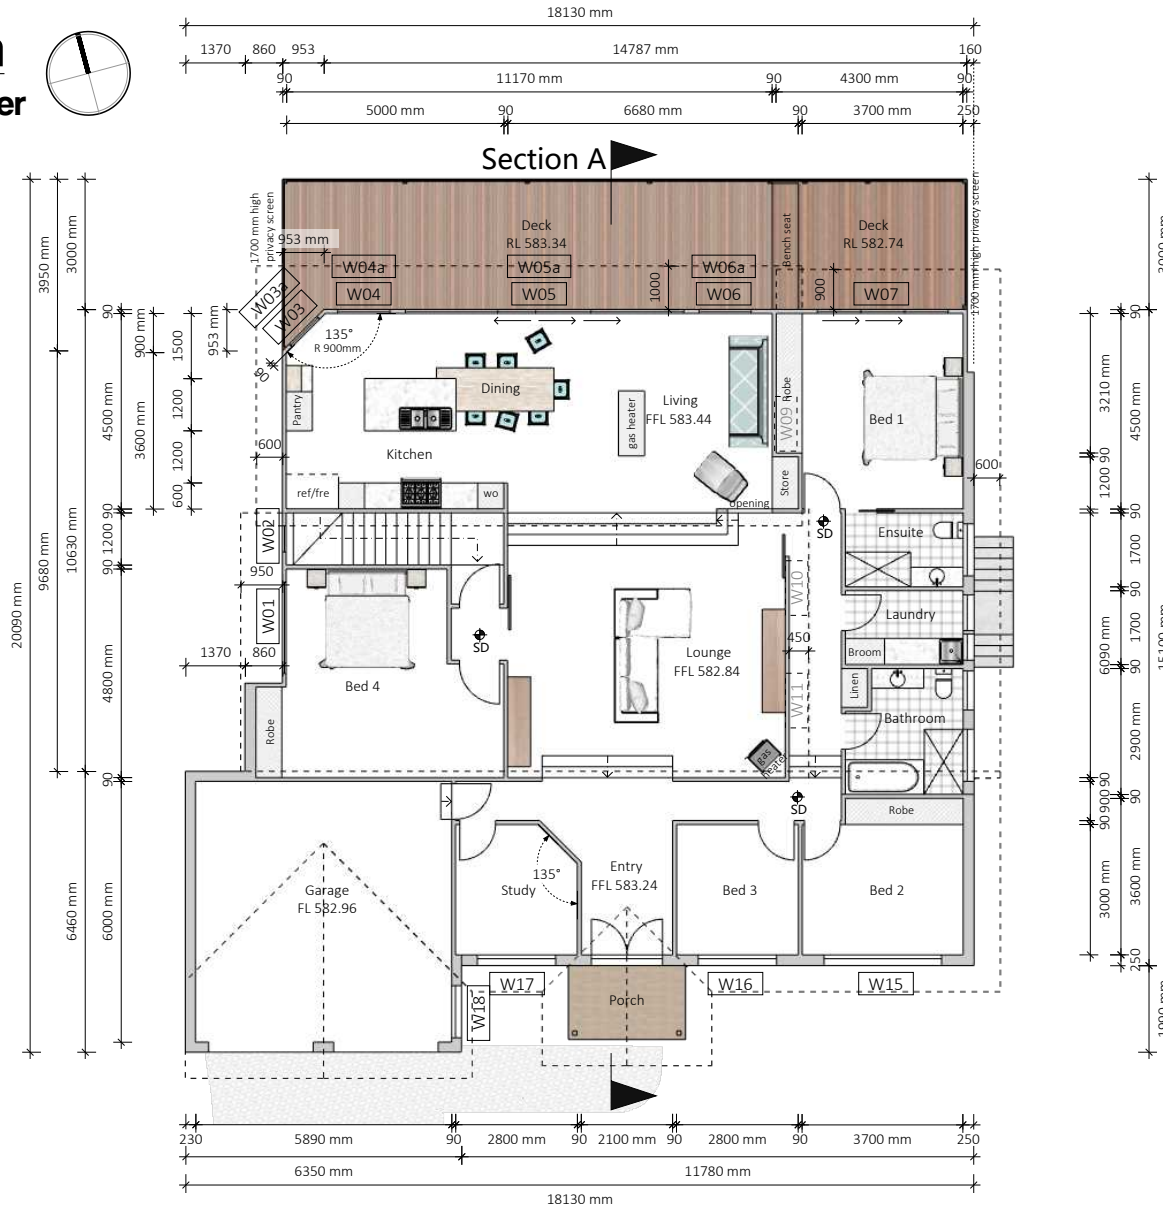 18130 mm
1370 860 953 14787 mm 160
90 11170 mm 90 4300 mm 90
5000 mm 90 6680 mm 90 3700 mm 250
er
Section A
1700 mm high
privacy screen
953 mm
Deck
RL 583.34
Bench seat
Deck
RL 582.74
1700 mm high privacy screen
W03a
W03
W04a
W04
W05a
W05
W06a
W06
1000
900
W07
135°
R 900mm
90
Pantry
Dining
Kitchen
gas heater
Living
FFL 583.44
Robe
W09
Store
opening
Bed 1
600
600
ref/fre
wo
W02
950
W01
1370 860
Bed 4
Robe
SD
Lounge
FFL 582.84
gas
heater
W10
450
W11
SD
Ensuite
Laundry
Broom
Linen
Bathroom
SD
Robe
Garage
FL 582.96
Study
135°
Entry
FFL 583.24
Bed 3
Bed 2
W17
W18
Porch
W16
W15
20090 mm
3950 mm
9680 mm
3000 mm
10630 mm
6460 mm
90
4500 mm
90
1200
90
4800 mm
90
6000 mm
900 mm
3600 mm
1500
1200
1200
600
953 mm
3210 mm
90
1200
6090 mm
90
900
90
3000 mm
90
4500 mm
90
1700
90
1700
90
2900 mm
90
3600 mm
250
230 5890 mm 90 2800 mm 90 2100 mm 90 2800 mm 90 3700 mm 250
6350 mm 11780 mm
18130 mm